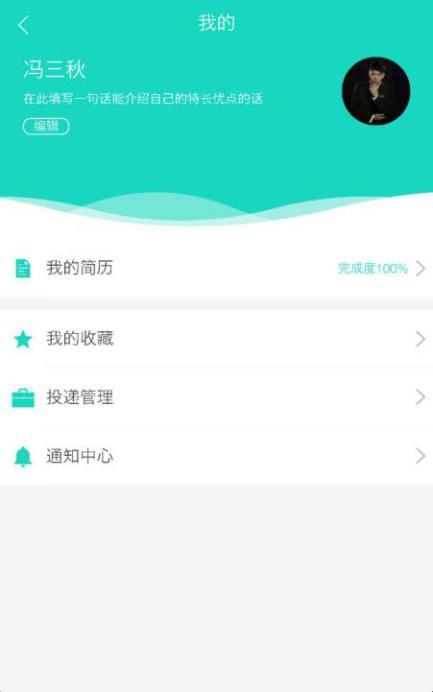 我的
冯三秋
在此填写一句话能介绍自己的特长优点的话
编辑
我的简历 完成度100%
我的收藏
投递管理
通知中心